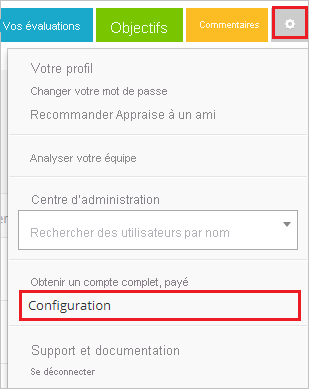 Vos évaluations
Objectifs
Commentaires
Votre profil
Changer votre mot de passe
Recommander Appraise à un ami
Analyser votre équipe
Centre d'administration
Rechercher des utilisateurs par nom
Obtenir un compte complet, payé
Configuration
Support et documentation
Se déconnecter